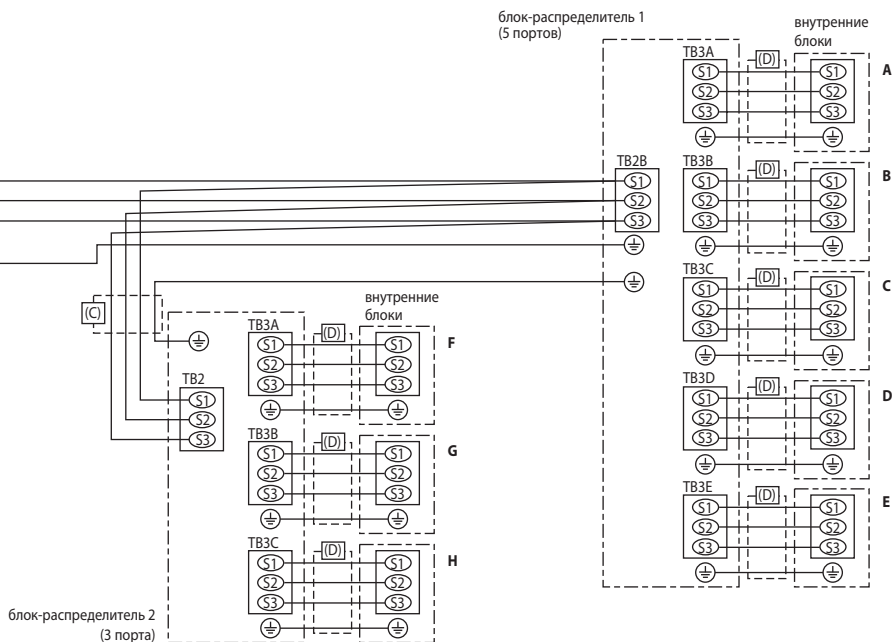 блок-распределитель 1
(5 портов)
внутренние
блоки
TB3A
(D)
A
S1
S1
S2
S2
S3
S3
TB2B
TB3B
(D)
B
S1
S1
S1
S2
S2
S2
S3
S3
S3
TB3C
(D)
C
S1
S1
S2
S2
S3
S3
TB3D
(D)
D
S1
S1
S2
S2
S3
S3
TB3E
(D)
E
S1
S1
S2
S2
S3
S3
(C)
внутренние
блоки
TB3A
(D)
F
S1
S1
S2
S2
S3
S3
TB2
S1
S2
S3
TB3B
(D)
G
S1
S1
S2
S2
S3
S3
TB3C
(D)
H
S1
S1
S2
S2
S3
S3
блок-распределитель 2
(3 порта)